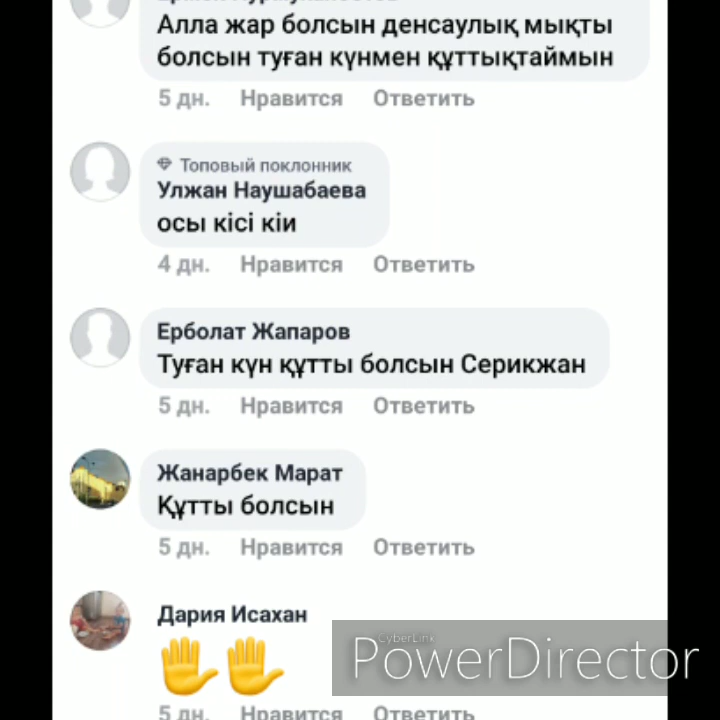 Алла жар болсын денсаулық мықты
болсын туған күнмен құттықтаймын
5 дн. Нравится Ответить
Топовый поклонник
Улжан Наушабаева
осы кісі кіи
4 дн. Нравится Ответить
Ерболат Жапаров
Туған күн құтты болсын Серикжан
5 дн. Нравится Ответить
Жанарбек Марат
Құтты болсын
5 дн. Нравится Ответить
Дария Исахан
✋✋
CyberLink
PowerDirector
5 дн. Нравится Ответить